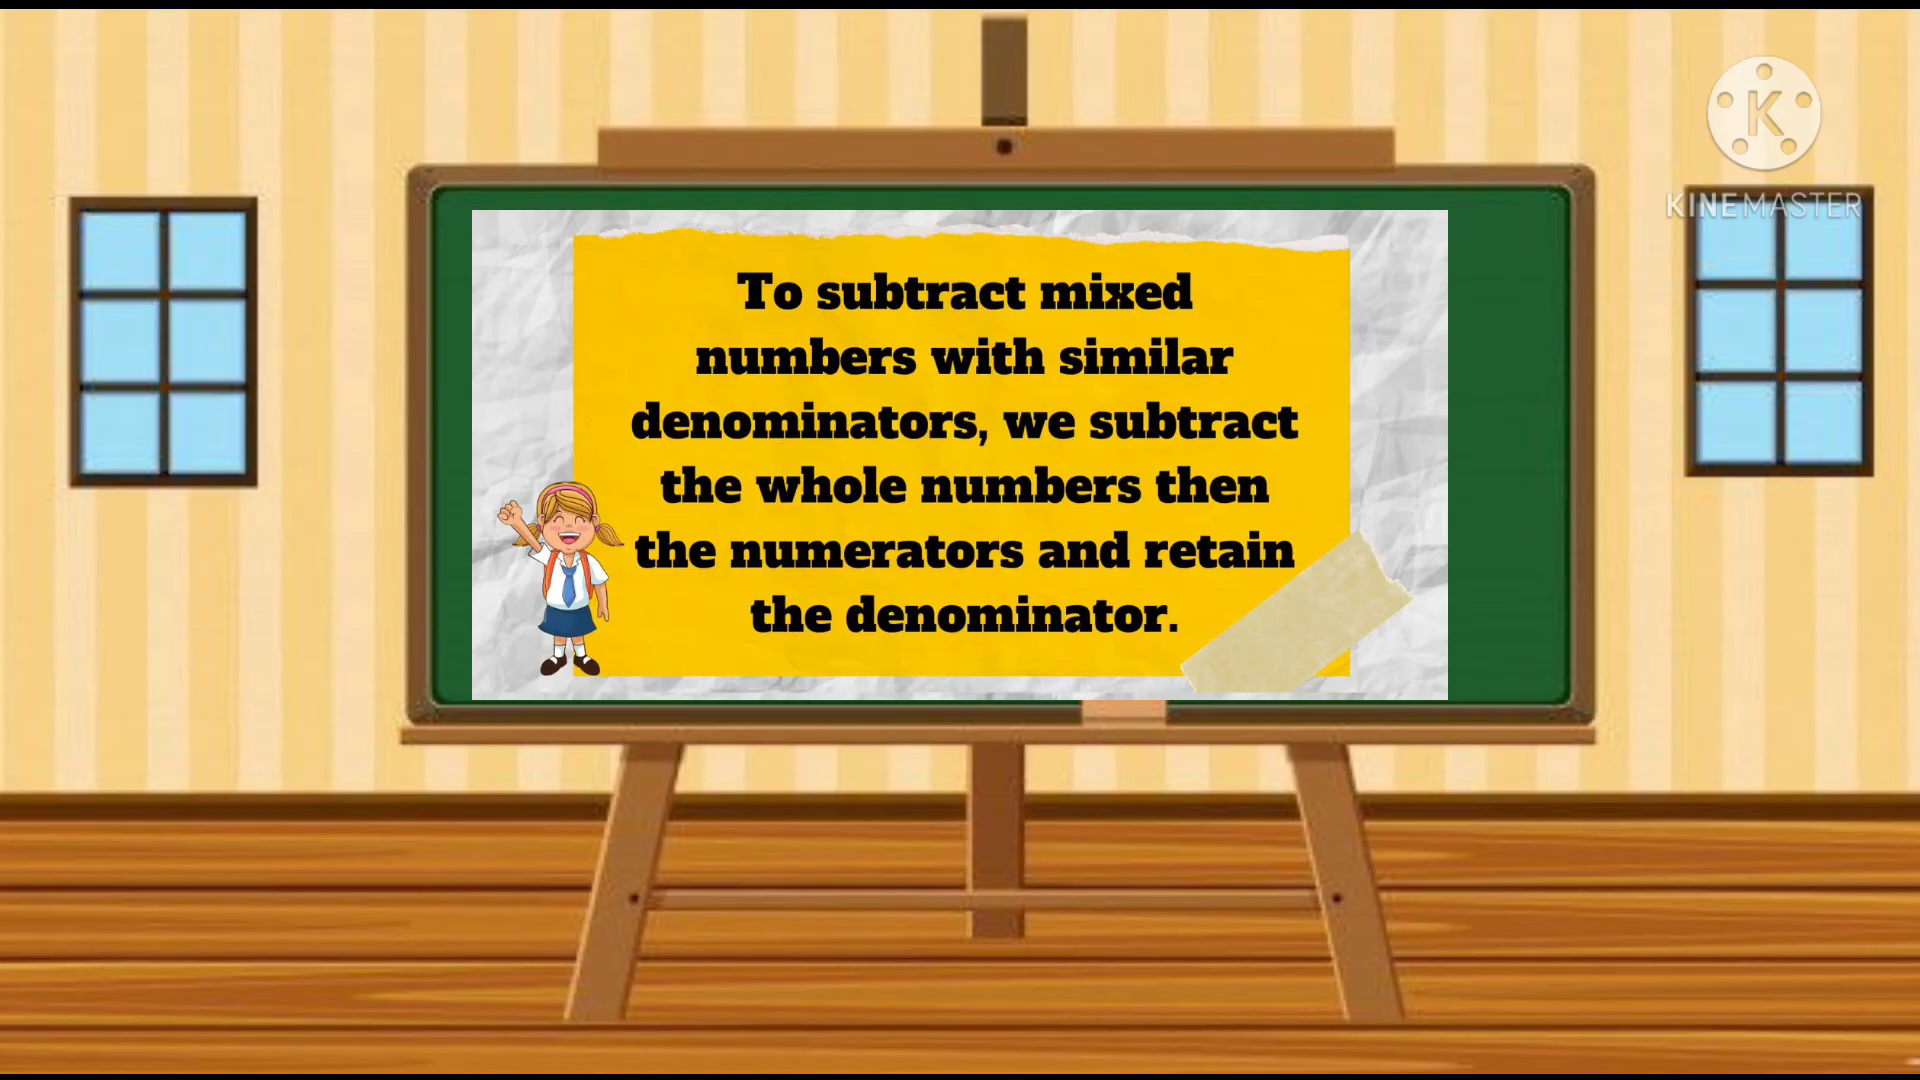 K
KINEMASTER
To subtract mixed
numbers with similar
denominators, we subtract
the whole numbers then
the numerators and retain
the denominator.